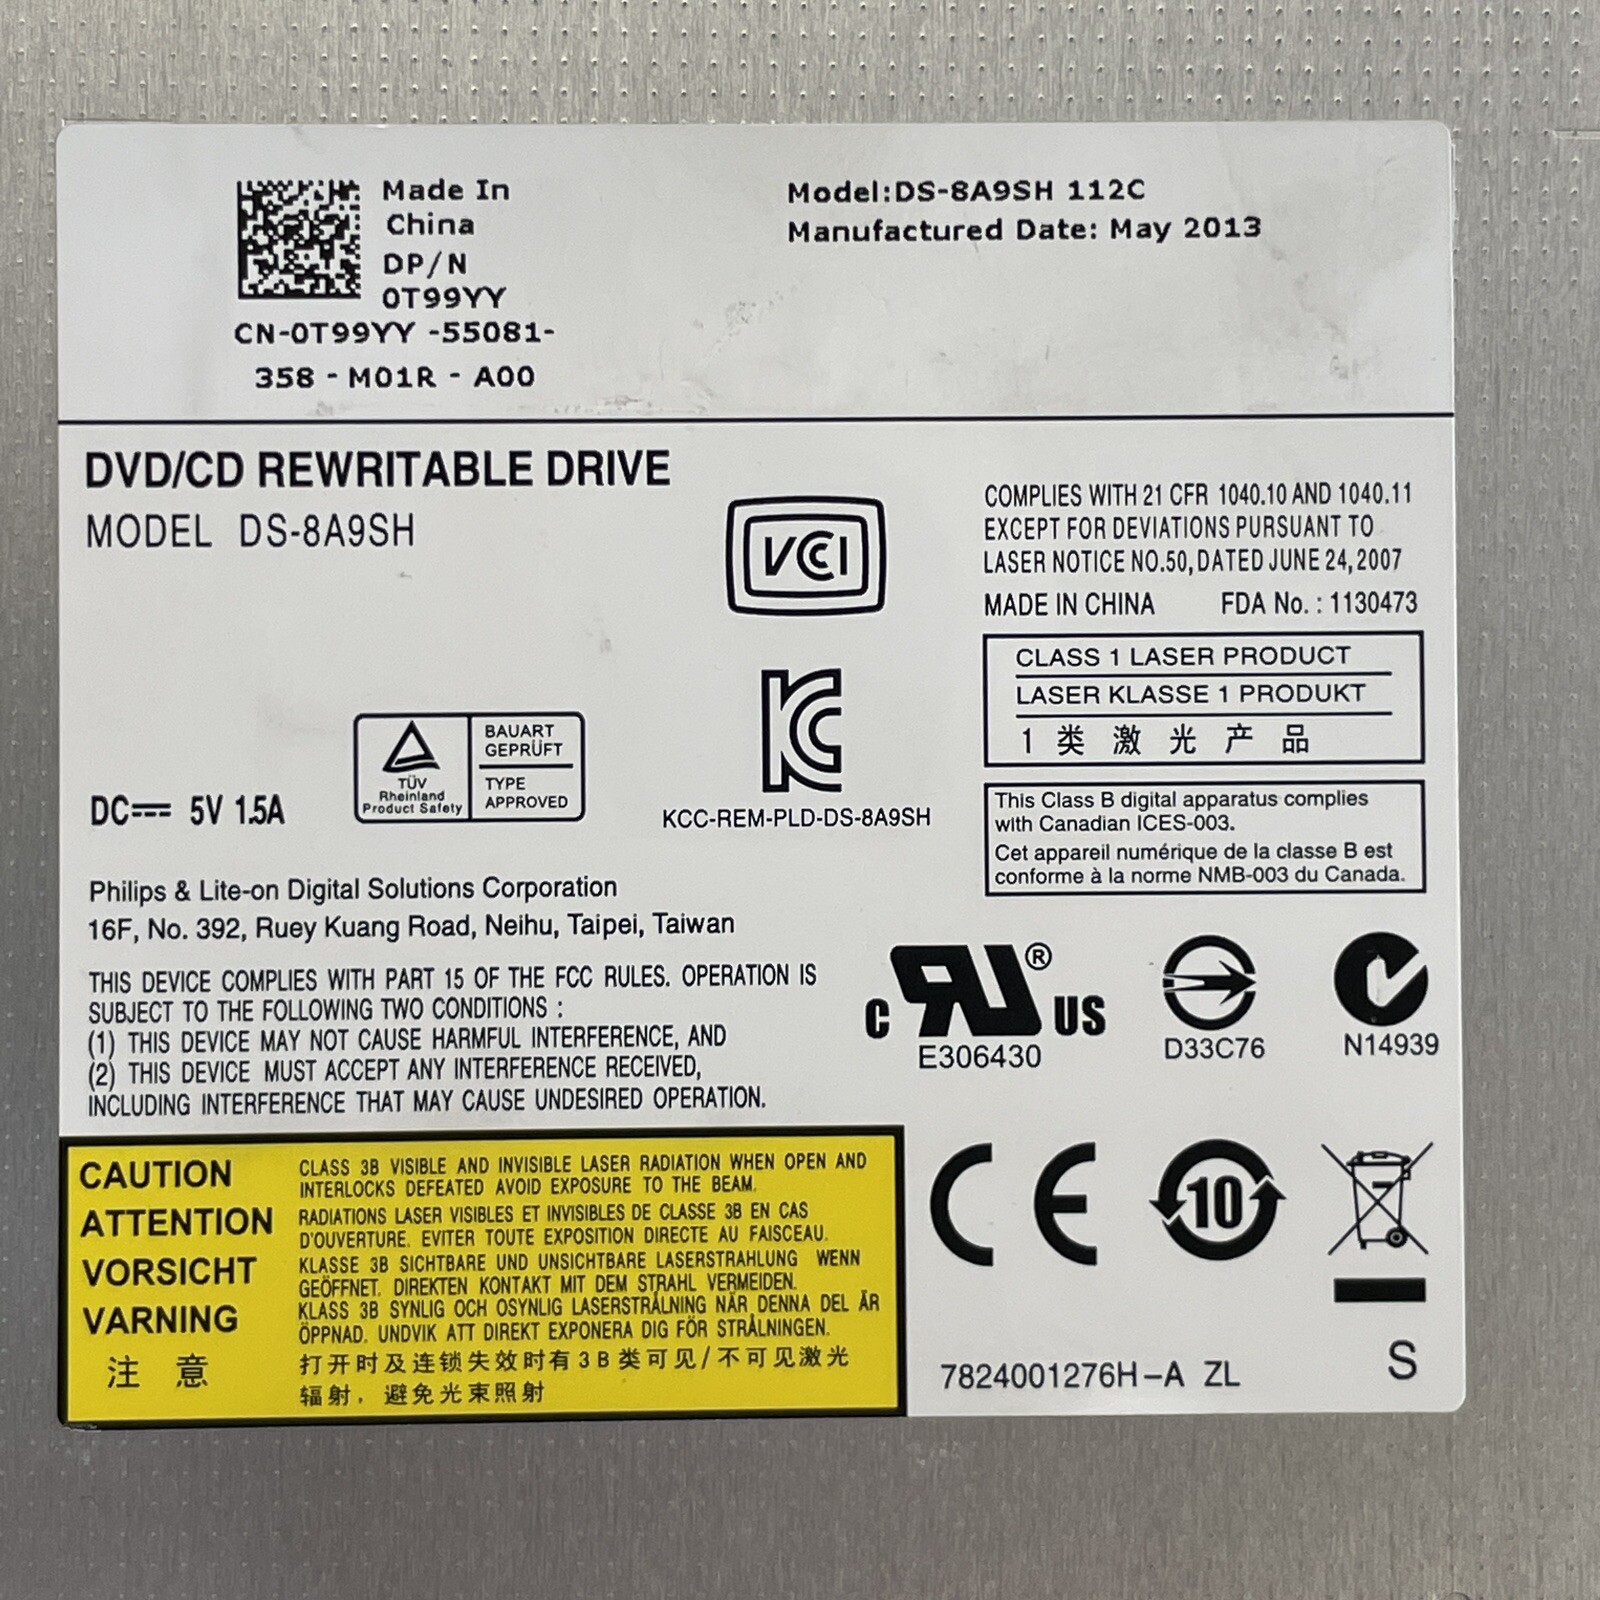 Made In
China
DP/N
0T99YY
CN-0T99YY -55081-
358 - M01R - A00
Model:DS-8A9SH 112C
Manufactured Date: May 2013
DVD/CD REWRITABLE DRIVE
MODEL DS-8A9SH
VCCI
COMPLIES WITH 21 CFR 1040.10 AND 1040.11
EXCEPT FOR DEVIATIONS PURSUANT TO
LASER NOTICE NO.50, DATED JUNE 24, 2007
MADE IN CHINA FDA No. : 1130473
CLASS 1 LASER PRODUCT
LASER KLASSE 1 PRODUKT
1 类 激 光 产 品
DC 5V 1.5A
TÜV
Rheinland
Product Safety
BAUART
GEPRÜFT
TYPE
APPROVED
KC
KCC-REM-PLD-DS-8A9SH
This Class B digital apparatus complies
with Canadian ICES-003.
Cet appareil numérique de la classe B est
conforme à la norme NMB-003 du Canada.
Philips & Lite-on Digital Solutions Corporation
16F, No. 392, Ruey Kuang Road, Neihu, Taipei, Taiwan
THIS DEVICE COMPLIES WITH PART 15 OF THE FCC RULES. OPERATION IS
SUBJECT TO THE FOLLOWING TWO CONDITIONS :
(1) THIS DEVICE MAY NOT CAUSE HARMFUL INTERFERENCE, AND
(2) THIS DEVICE MUST ACCEPT ANY INTERFERENCE RECEIVED,
INCLUDING INTERFERENCE THAT MAY CAUSE UNDESIRED OPERATION.
C RU® US
E306430
D33C76
N14939
CAUTION
CLASS 3B VISIBLE AND INVISIBLE LASER RADIATION WHEN OPEN AND
INTERLOCKS DEFEATED AVOID EXPOSURE TO THE BEAM.
ATTENTION
RADIATIONS LASER VISIBLES ET INVISIBLES DE CLASSE 3B EN CAS
D'OUVERTURE. EVITER TOUTE EXPOSITION DIRECTE AU FAISCEAU.
VORSICHT
KLASSE 3B SICHTBARE UND UNSICHTBARE LASERSTRAHLUNG WENN
GEÖFFNET. DIREKTEN KONTAKT MIT DEM STRAHL VERMEIDEN.
VARNING
KLASS 3B SYNLIG OCH OSYNLIG LASERSTRÅLNING NÄR DENNA DEL ÄR
ÖPPNAD. UNDVIK ATT DIREKT EXPONERA DIG FÖR STRÅLNINGEN.
注 意
打开时及连锁失效时有3B类可见/不可见激光
辐射，避免光束照射
CE
10
7824001276H-A ZL
S